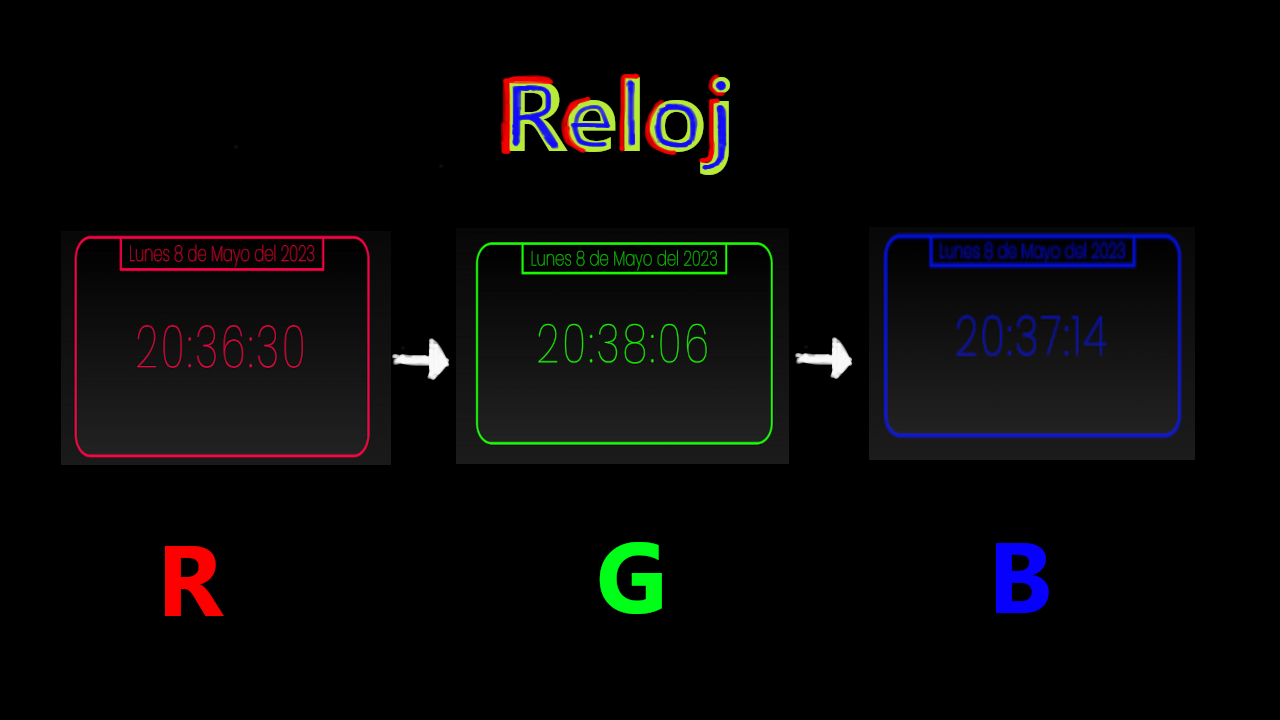 Reloj
Lunes 8 de Mayo del 2023
20:36:30
Lunes 8 de Mayo del 2023
20:38:06
Lunes 8 de Mayo del 2023
20:37:14
R
G
B